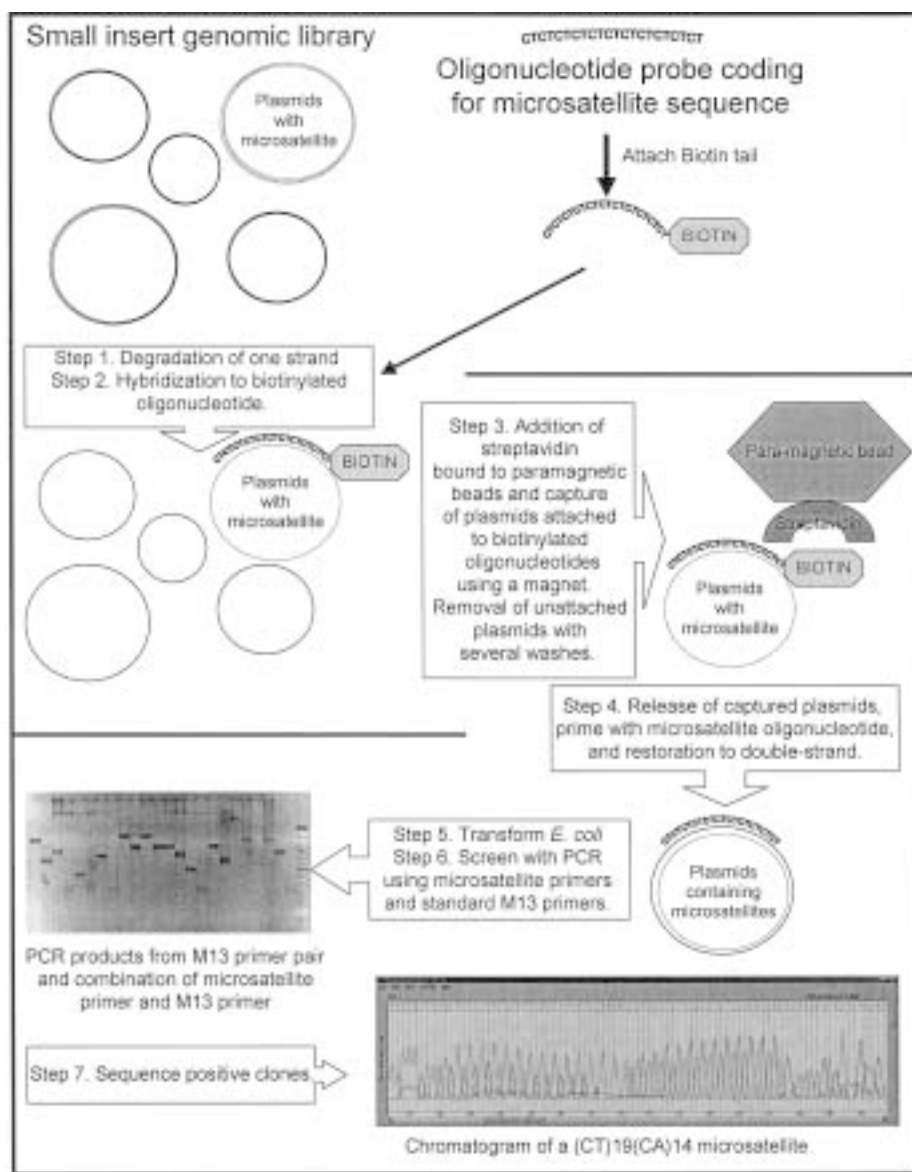 Small insert genomic library
Plasmids
with
microsatellite
CTCTCTCTCTCTCTCTCTCTCT
Oligonucleotide probe coding
for microsatellite sequence
Attach Biotin tail
BIOTIN
Step 1. Degradation of one strand
Step 2. Hybridization to biotinylated
oligonucleotide.
BIOTIN
Plasmids
with
microsatellite
Step 3. Addition of
streptavidin
bound to paramagnetic
beads and capture
of plasmids attached
to biotinylated
oligonucleotides
using a magnet.
Removal of unattached
plasmids with
several washes.
Para-magnetic bead
Streptavidin
BIOTIN
Plasmids
with
microsatellite
Step 4. Release of captured plasmids,
prime with microsatellite oligonucleotide,
and restoration to double-strand.
Plasmids
containing
microsatellites
Step 5. Transform E. coli
Step 6. Screen with PCR
using microsatellite primers
and standard M13 primers.
PCR products from M13 primer pair
and combination of microsatellite
primer and M13 primer
Step 7. Sequence positive clones
Chromatogram of a (CT)19(CA)14 microsatellite